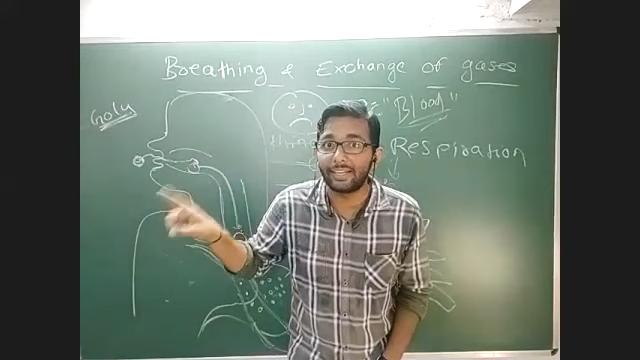 Breathing & Exchange of gases
Goly
"Blood"
Respiration